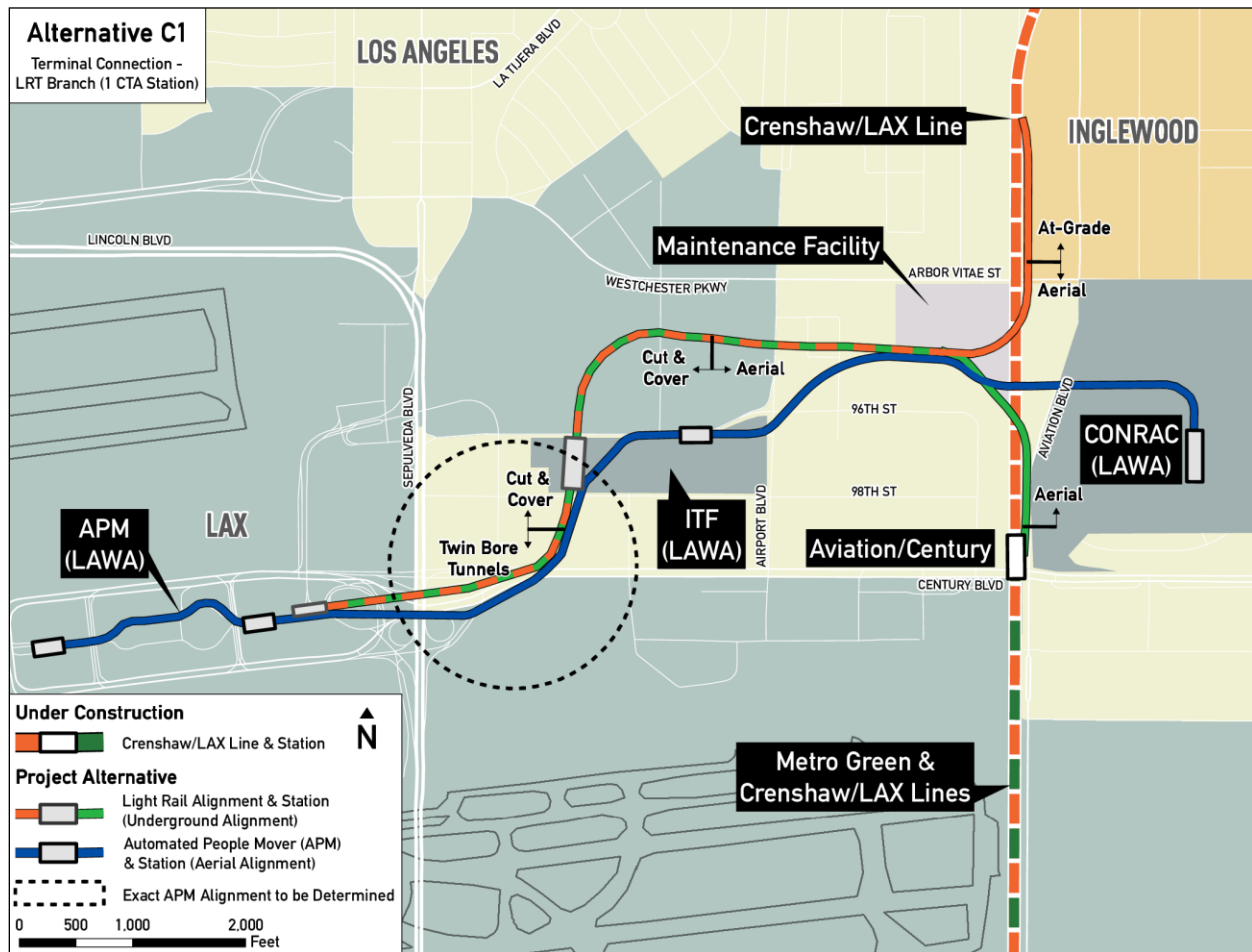 Alternative C1
Terminal Connection -
LRT Branch (1 CTA Station)
LOS ANGELES
LA TIJERA BLVD
Crenshaw/LAX Line
INGLEWOOD
LINCOLN BLVD
Maintenance Facility
At-Grade
Aerial
ARBOR VITAE ST
WESTCHESTER PKWY
Cut &
Cover
Aerial
SEPULVEDA BLVD
96TH ST
AVIATION BLVD
CONRAC
(LAWA)
Cut &
Cover
98TH ST
Aerial
ITF
(LAWA)
AIRPORT BLVD
APM
(LAWA)
LAX
Twin Bore
Tunnels
Aviation/Century
CENTURY BLVD
Metro Green &
Crenshaw/LAX Lines
Under Construction
N
Crenshaw/LAX Line & Station
Project Alternative
Light Rail Alignment & Station
(Underground Alignment)
Automated People Mover (APM)
& Station (Aerial Alignment)
Exact APM Alignment to be Determined
0 500 1,000 2,000
Feet